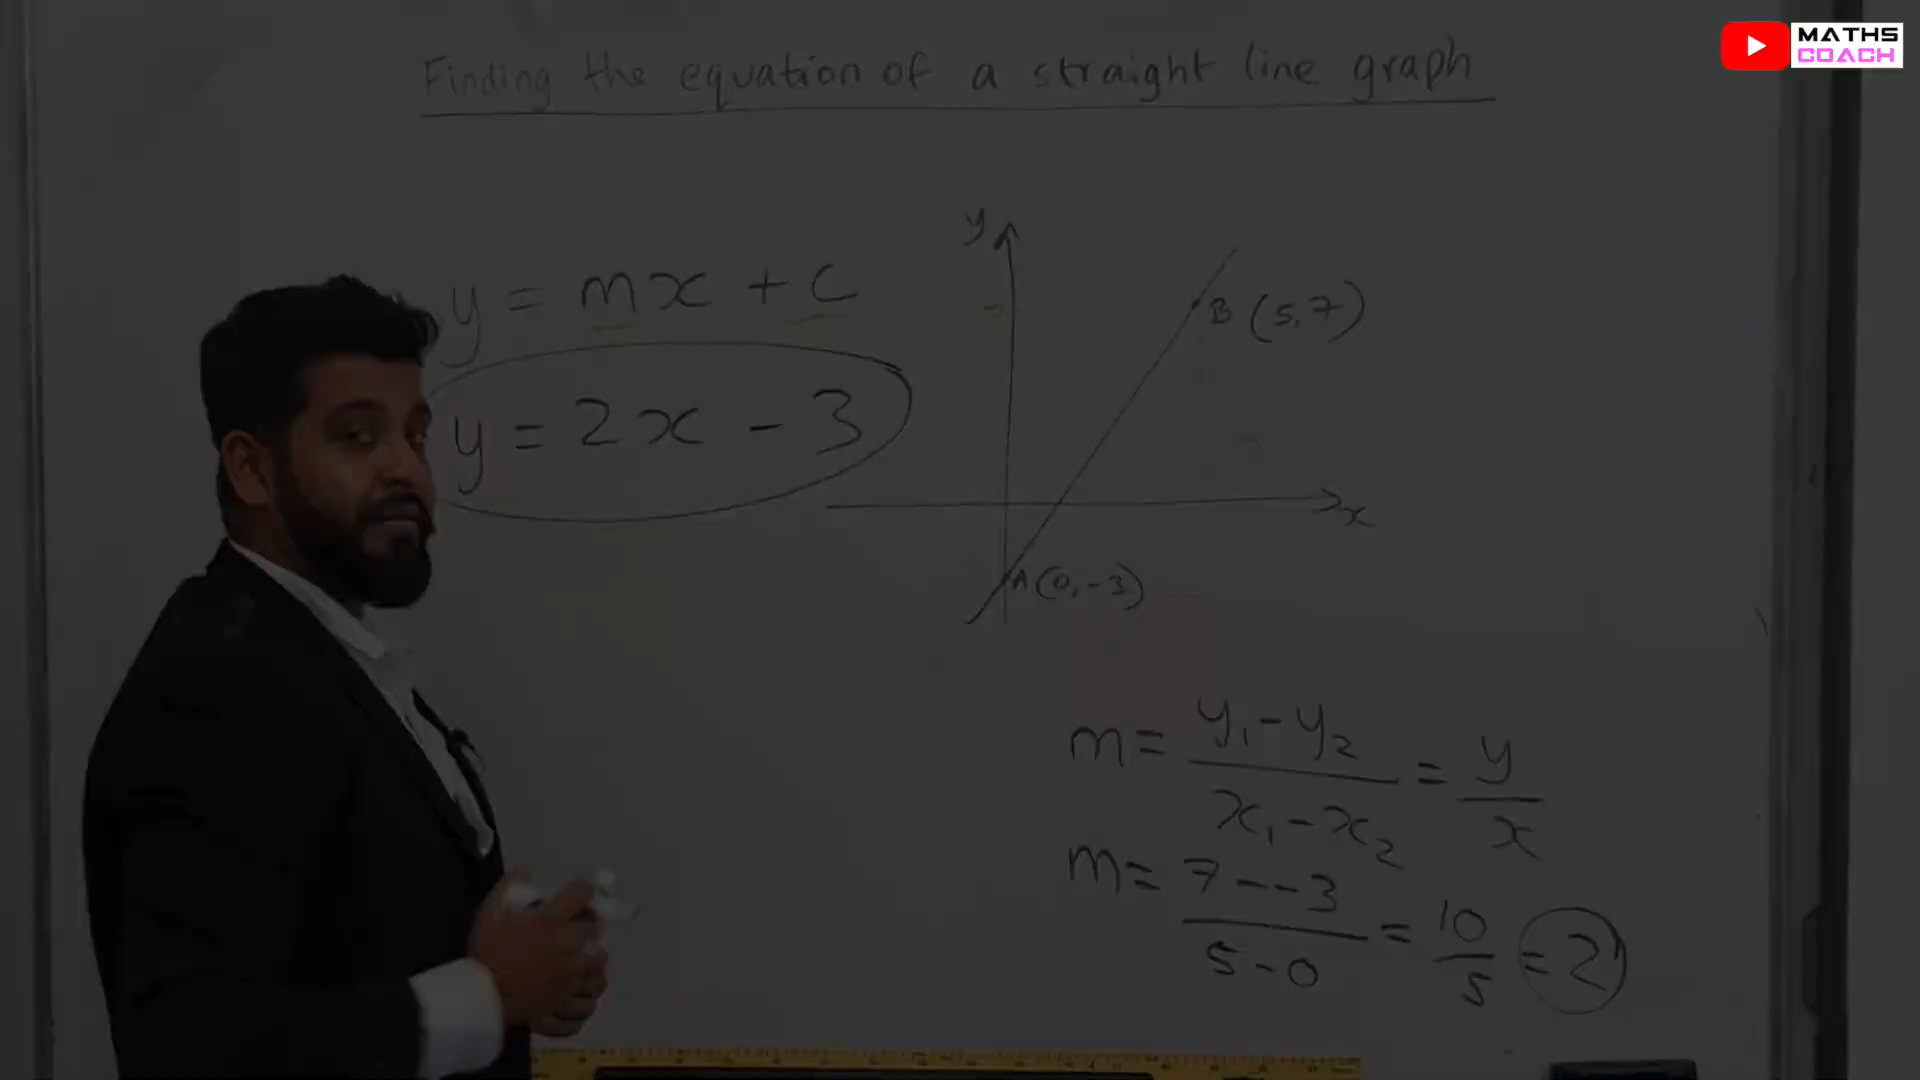 MATHS
COACH
Finding the equation of a straight line graph
y = mx + c
y = 2x - 3
y
B (5,7)
x
A (0,-3)
m = y₁ - y₂ / x₁ - x₂ = y / x
m = 7 - - 3 / 5 - 0 = 10 / 5 = 2